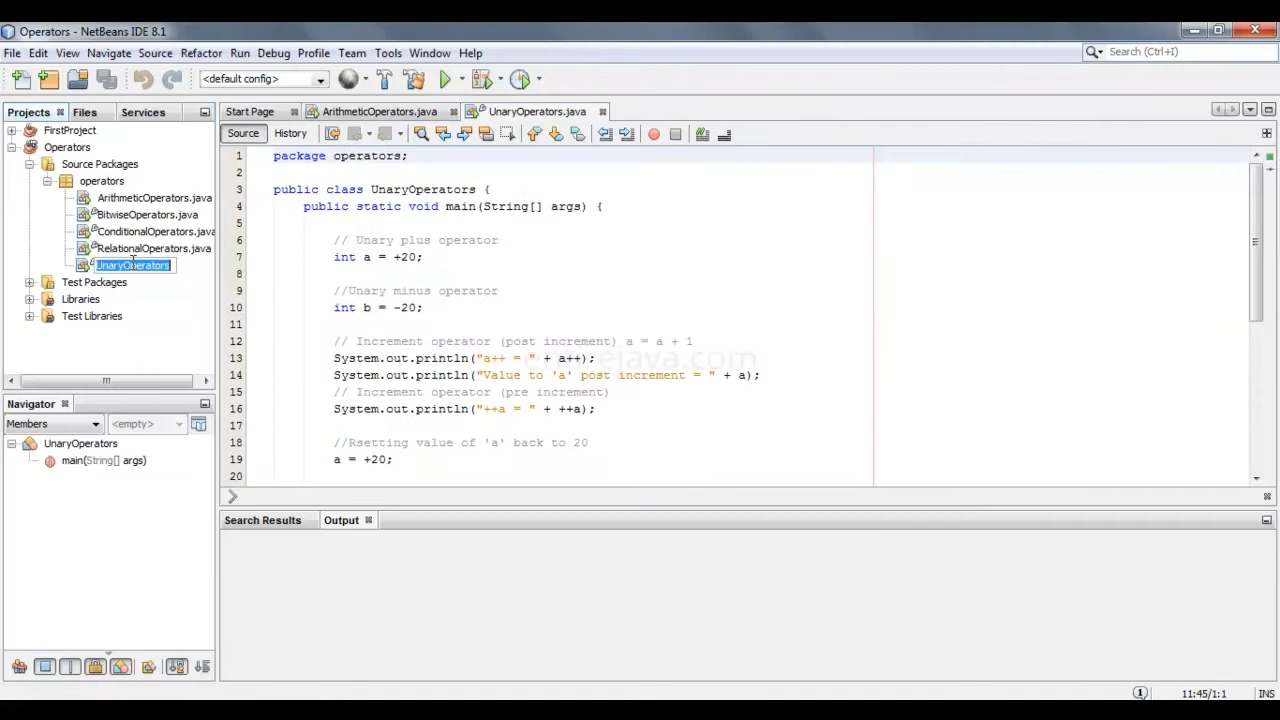 Operators - NetBeans IDE 8.1
File Edit View Navigate Source Refactor Run Debug Profile Team Tools Window Help
Search (Ctrl+I)
<default config>
Projects Files Services
FirstProject
Operators
Source Packages
operators
ArithmeticOperators.java
BitwiseOperators.java
ConditionalOperators.java
RelationalOperators.java
UnaryOperators
Test Packages
Libraries
Test Libraries
Navigator
Members <empty>
UnaryOperators
main(String[] args)
Start Page ArithmeticOperators.java UnaryOperators.java
Source History
1 package operators;
2
3 public class UnaryOperators {
4 public static void main(String[] args) {
5
6 // Unary plus operator
7 int a = +20;
8
9 //Unary minus operator
10 int b = -20;
11
12 // Increment operator (post increment) a = a + 1
13 System.out.println("a++ = " + a++);
14 System.out.println("Value to 'a' post increment = " + a);
15 // Increment operator (pre increment)
16 System.out.println("++a = " + ++a);
17
18 //Rsetting value of 'a' back to 20
19 a = +20;
20
Search Results Output
1 11:45/1:1 INS